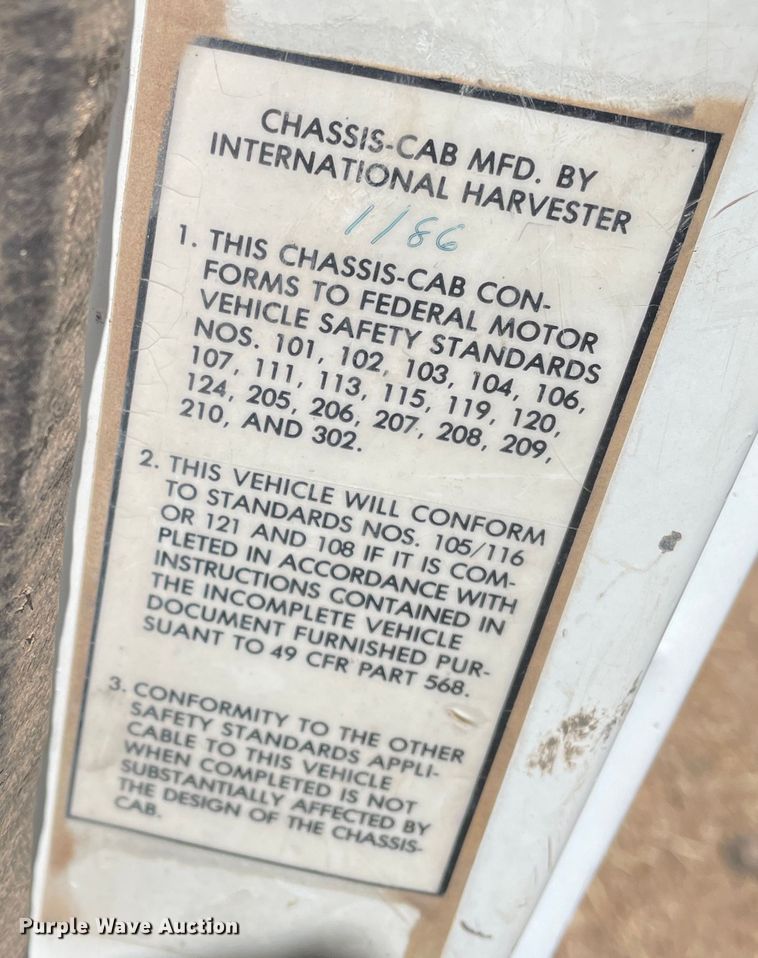 CHASSIS-CAB MFD. BY
INTERNATIONAL HARVESTER
1/86
1. THIS CHASSIS-CAB CON-
FORMS TO FEDERAL MOTOR
VEHICLE SAFETY STANDARDS
NOS. 101, 102, 103, 104, 106,
107, 111, 113, 115, 119, 120,
124, 205, 206, 207, 208, 209,
210, AND 302.
2. THIS VEHICLE WILL CONFORM
TO STANDARDS NOS. 105/116
OR 121 AND 108 IF IT IS COM-
PLETED IN ACCORDANCE WITH
INSTRUCTIONS CONTAINED IN
THE INCOMPLETE VEHICLE
DOCUMENT FURNISHED PUR-
SUANT TO 49 CFR PART 568.
3. CONFORMITY TO THE OTHER
SAFETY STANDARDS APPLI-
CABLE TO THIS VEHICLE
WHEN COMPLETED IS NOT
SUBSTANTIALLY AFFECTED BY
THE DESIGN OF THE CHASSIS-
CAB.
Purple Wave Auction